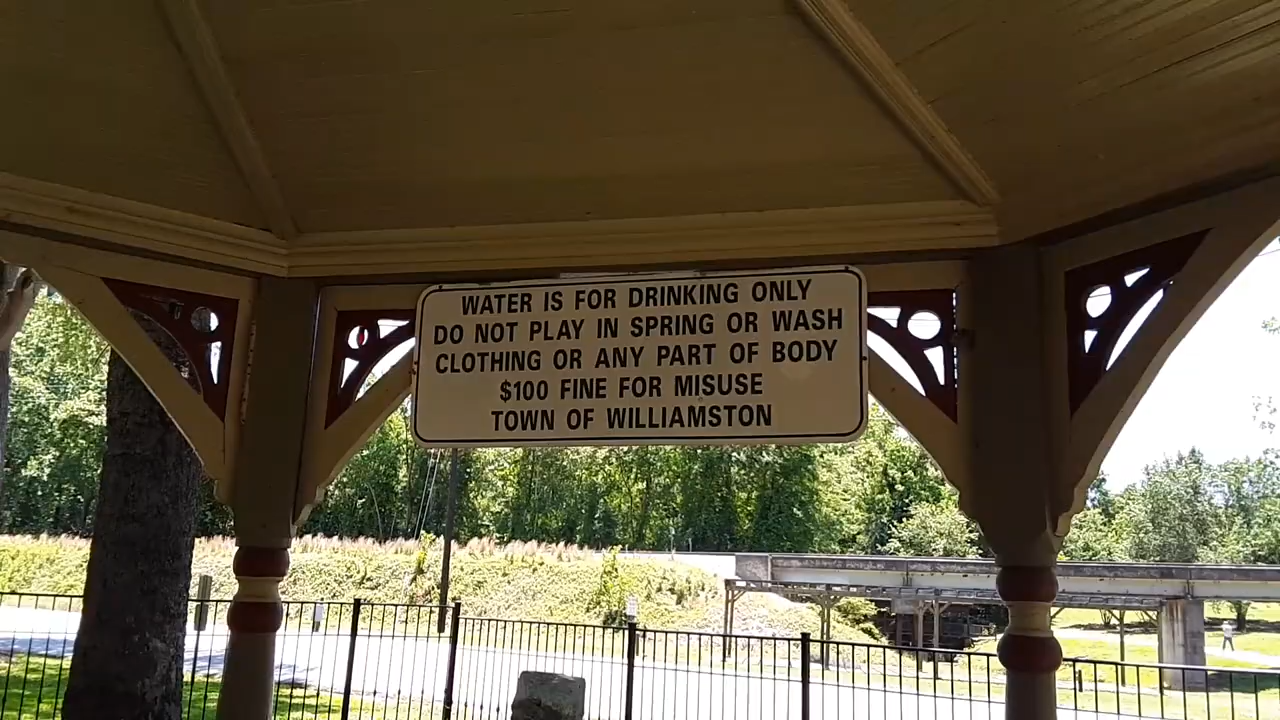 WATER IS FOR DRINKING ONLY
DO NOT PLAY IN SPRING OR WASH
CLOTHING OR ANY PART OF BODY
$100 FINE FOR MISUSE
TOWN OF WILLIAMSTON